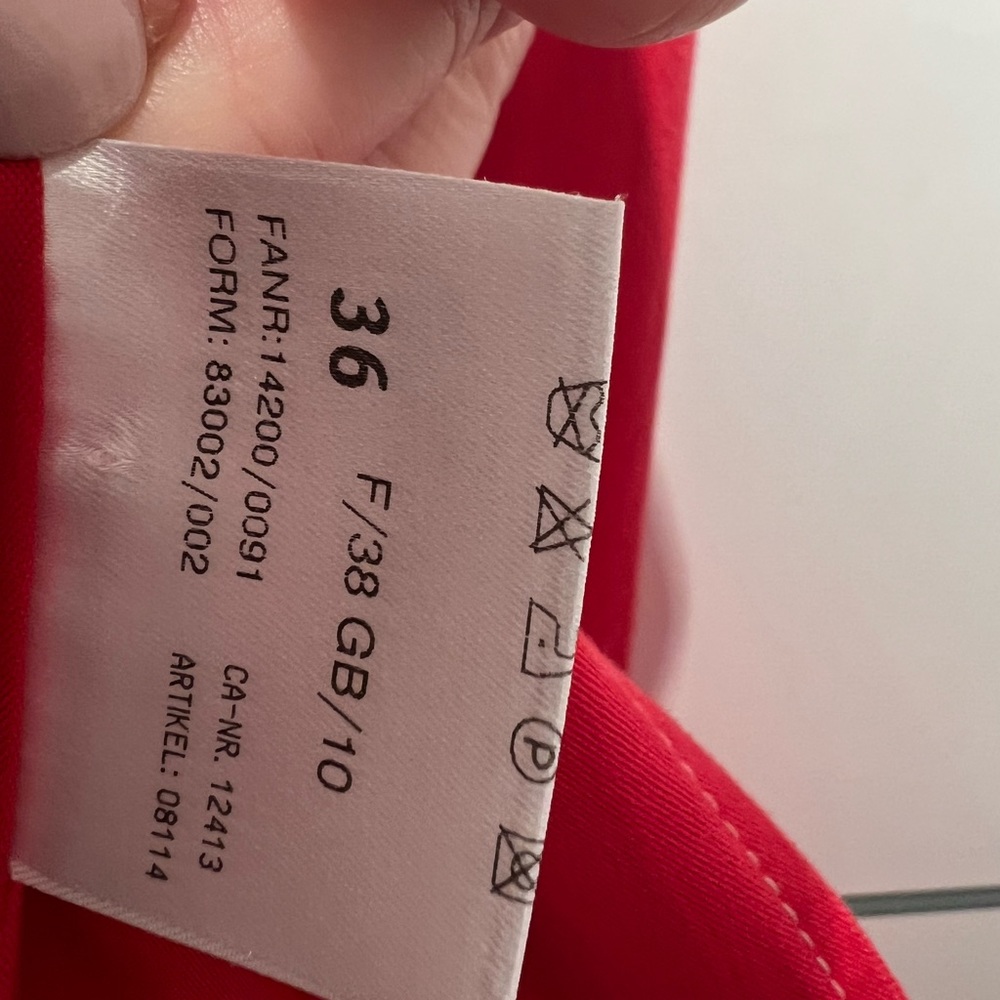 P
36 F/38 GB/10
FANR:14200/0091 CA-NR. 12413
FORM: 83002/002 ARTIKEL: 08114